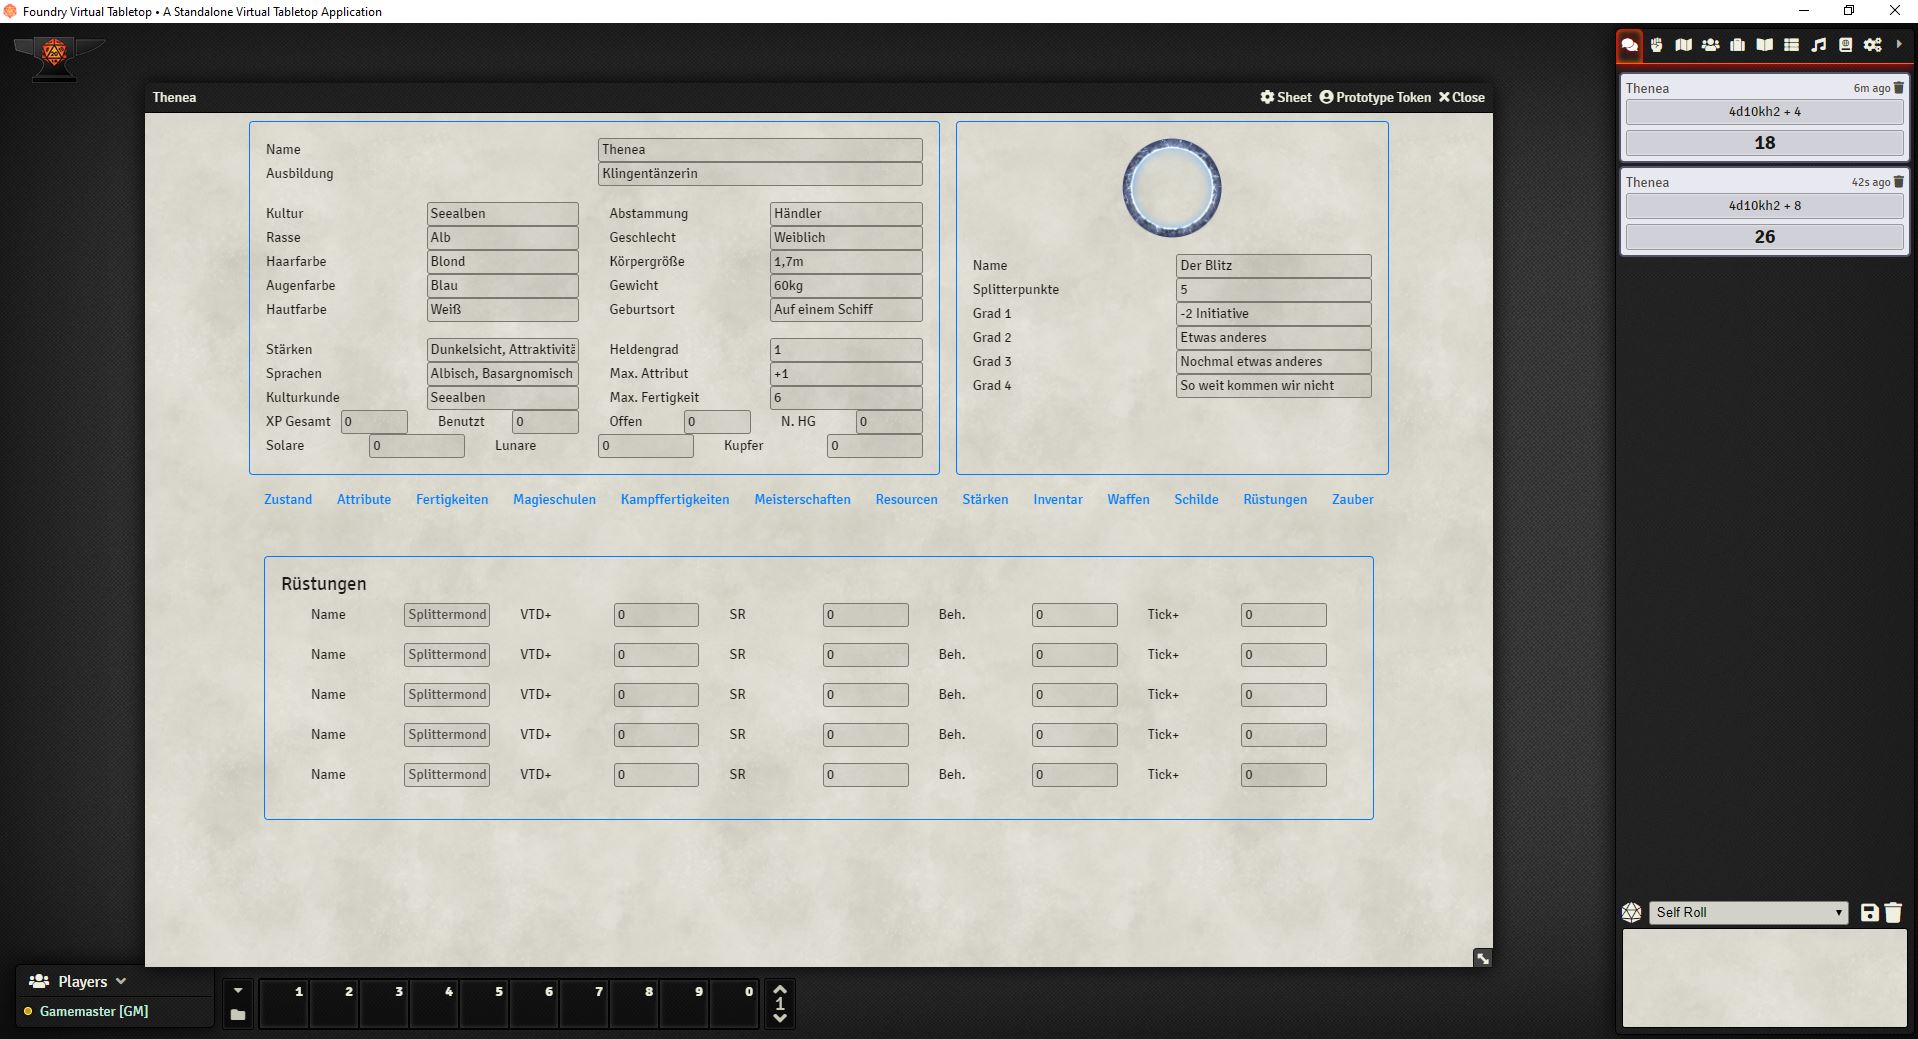 Foundry Virtual Tabletop • A Standalone Virtual Tabletop Application
Thenea
Sheet Prototype Token Close
Name Thenea
Ausbildung Klingentänzerin
Kultur Seealben Abstammung Händler
Rasse Alb Geschlecht Weiblich
Haarfarbe Blond Körpergröße 1,7m
Augenfarbe Blau Gewicht 60kg
Hautfarbe Weiß Geburtsort Auf einem Schiff
Stärken Dunkelsicht, Attraktivitä Heldengrad 1
Sprachen Albisch, Basargnomisch Max. Attribut +1
Kulturkunde Seealben Max. Fertigkeit 6
XP Gesamt 0 Benutzt 0 Offen 0 N. HG 0
Solare 0 Lunare 0 Kupfer 0
Name Der Blitz
Splitterpunkte 5
Grad 1 -2 Initiative
Grad 2 Etwas anderes
Grad 3 Nochmal etwas anderes
Grad 4 So weit kommen wir nicht
Zustand Attribute Fertigkeiten Magieschulen Kampffertigkeiten Meisterschaften Resourcen Stärken Inventar Waffen Schilde Rüstungen Zauber
Rüstungen
Name Splittermond VTD+ 0 SR 0 Beh. 0 Tick+ 0
Name Splittermond VTD+ 0 SR 0 Beh. 0 Tick+ 0
Name Splittermond VTD+ 0 SR 0 Beh. 0 Tick+ 0
Name Splittermond VTD+ 0 SR 0 Beh. 0 Tick+ 0
Name Splittermond VTD+ 0 SR 0 Beh. 0 Tick+ 0
Thenea 6m ago
4d10kh2 + 4
18
Thenea 42s ago
4d10kh2 + 8
26
Self Roll
Players
Gamemaster [GM]
1 2 3 4 5 6 7 8 9 0
1